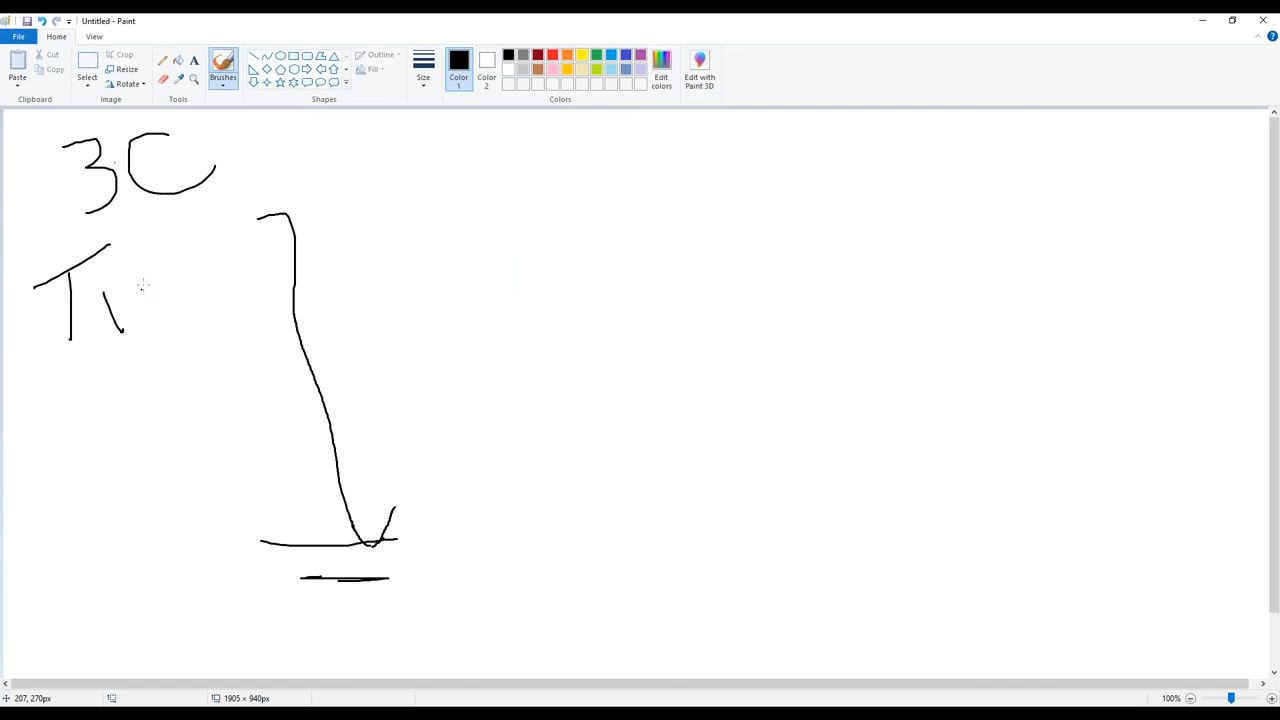 Untitled - Paint
File
Home
View
Paste
Cut
Copy
Clipboard
Select
Crop
Resize
Rotate
Image
Tools
Brushes
Shapes
Outline
Fill
Size
Color 1
Color 2
Edit colors
Edit with Paint 3D
Colors
3C
207, 270px
1905 × 940px
100%